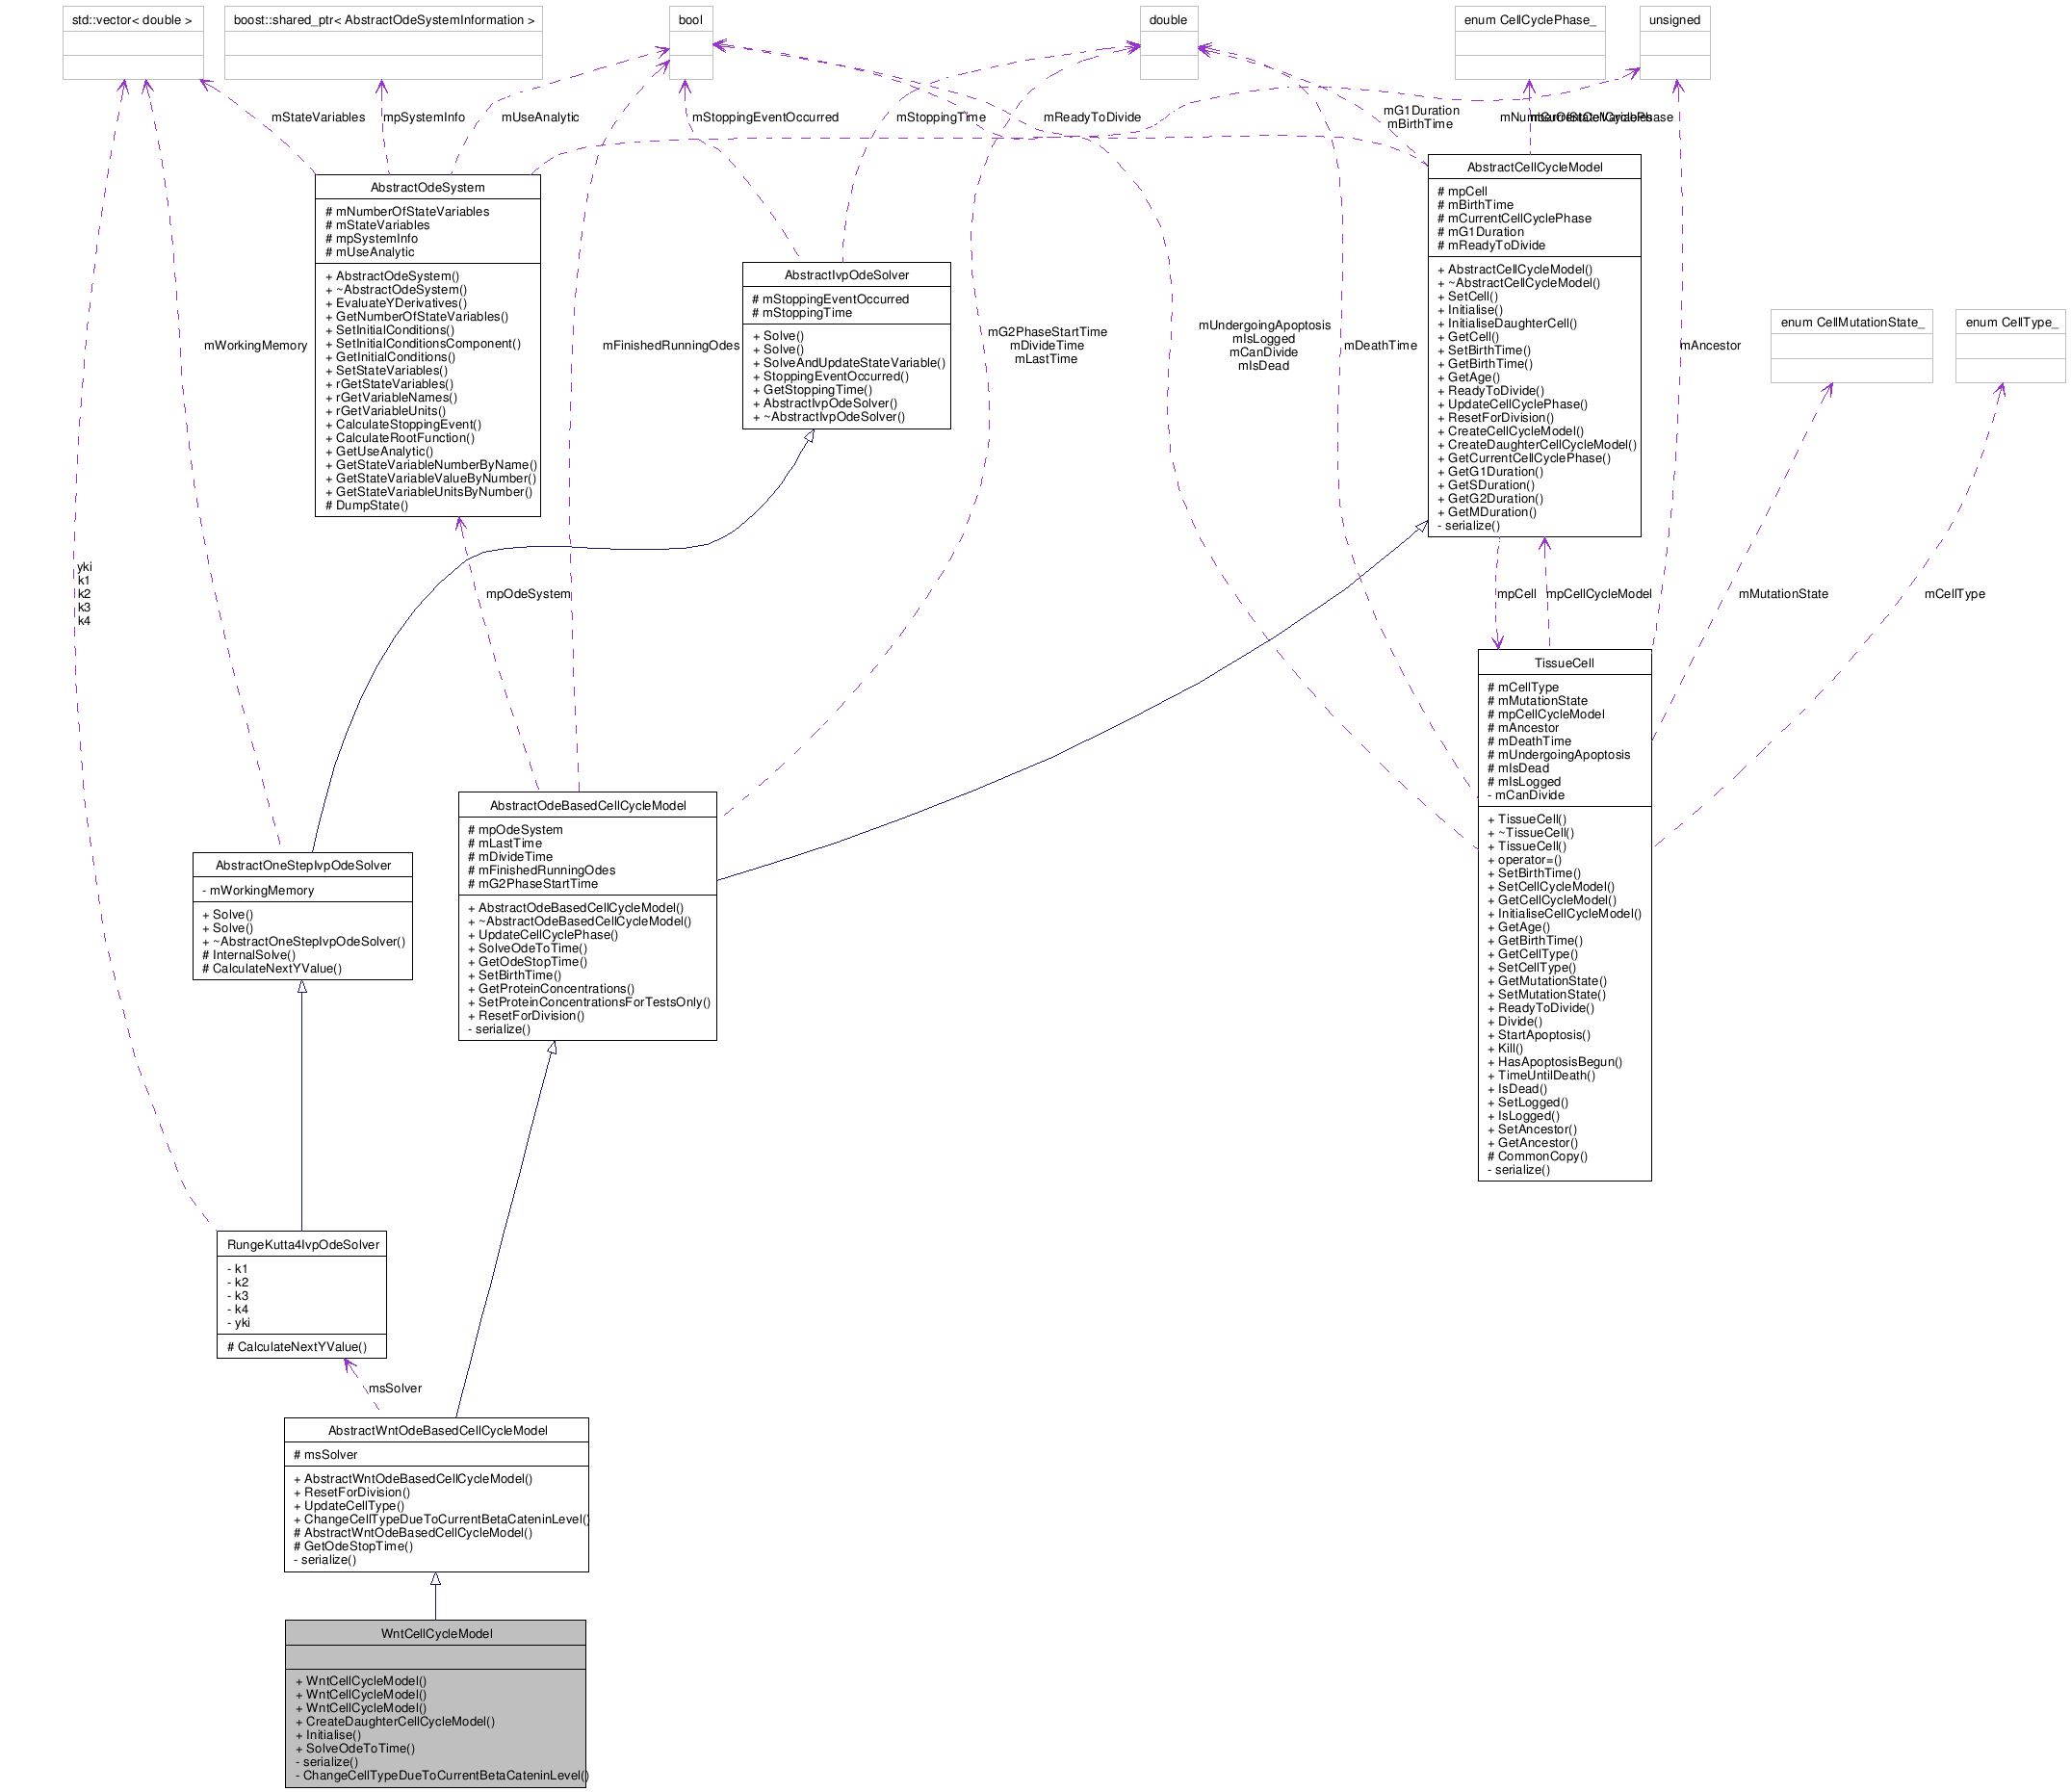 std::vector< double >
boost::shared_ptr< AbstractOdeSystemInformation >
bool
double
enum CellCyclePhase_
unsigned
mStateVariables
mpSystemInfo
mUseAnalytic
mStoppingEventOccurred
mStoppingTime
mReadyToDivide
mG1Duration
mBirthTime
mNumberOfStateVariables
mCurrentCellCyclePhase
AbstractOdeSystem
# mNumberOfStateVariables
# mStateVariables
# mpSystemInfo
# mUseAnalytic
+ AbstractOdeSystem()
+ ~AbstractOdeSystem()
+ EvaluateYDerivatives()
+ GetNumberOfStateVariables()
+ SetInitialConditions()
+ SetInitialConditionsComponent()
+ GetInitialConditions()
+ SetStateVariables()
+ rGetStateVariables()
+ rGetVariableNames()
+ rGetVariableUnits()
+ CalculateStoppingEvent()
+ CalculateRootFunction()
+ GetUseAnalytic()
+ GetStateVariableNumberByName()
+ GetStateVariableValueByNumber()
+ GetStateVariableUnitsByNumber()
# DumpState()
AbstractIvpOdeSolver
# mStoppingEventOccurred
# mStoppingTime
+ Solve()
+ Solve()
+ SolveAndUpdateStateVariable()
+ StoppingEventOccurred()
+ GetStoppingTime()
+ AbstractIvpOdeSolver()
+ ~AbstractIvpOdeSolver()
AbstractCellCycleModel
# mpCell
# mBirthTime
# mCurrentCellCyclePhase
# mG1Duration
# mReadyToDivide
+ AbstractCellCycleModel()
+ ~AbstractCellCycleModel()
+ SetCell()
+ Initialise()
+ InitialiseDaughterCell()
+ GetCell()
+ SetBirthTime()
+ GetBirthTime()
+ GetAge()
+ ReadyToDivide()
+ UpdateCellCyclePhase()
+ ResetForDivision()
+ CreateCellCycleModel()
+ CreateDaughterCellCycleModel()
+ GetCurrentCellCyclePhase()
+ GetG1Duration()
+ GetSDuration()
+ GetG2Duration()
+ GetMDuration()
- serialize()
enum CellMutationState_
enum CellType_
mWorkingMemory
mFinishedRunningOdes
mG2PhaseStartTime
mDivideTime
mLastTime
mUndergoingApoptosis
mIsLogged
mCanDivide
mIsDead
mDeathTime
mAncestor
yki
k1
k2
k3
k4
mpOdeSystem
mpCell
mpCellCycleModel
mMutationState
mCellType
TissueCell
# mCellType
# mMutationState
# mpCellCycleModel
# mAncestor
# mDeathTime
# mUndergoingApoptosis
# mIsDead
# mIsLogged
- mCanDivide
+ TissueCell()
+ ~TissueCell()
+ TissueCell()
+ operator=()
+ SetBirthTime()
+ SetCellCycleModel()
+ GetCellCycleModel()
+ InitialiseCellCycleModel()
+ GetAge()
+ GetBirthTime()
+ GetCellType()
+ SetCellType()
+ GetMutationState()
+ SetMutationState()
+ ReadyToDivide()
+ Divide()
+ StartApoptosis()
+ Kill()
+ HasApoptosisBegun()
+ TimeUntilDeath()
+ IsDead()
+ SetLogged()
+ IsLogged()
+ SetAncestor()
+ GetAncestor()
# CommonCopy()
- serialize()
AbstractOdeBasedCellCycleModel
# mpOdeSystem
# mLastTime
# mDivideTime
# mFinishedRunningOdes
# mG2PhaseStartTime
+ AbstractOdeBasedCellCycleModel()
+ ~AbstractOdeBasedCellCycleModel()
+ UpdateCellCyclePhase()
+ SolveOdeToTime()
+ GetOdeStopTime()
+ SetBirthTime()
+ GetProteinConcentrations()
+ SetProteinConcentrationsForTestsOnly()
+ ResetForDivision()
- serialize()
AbstractOneStepIvpOdeSolver
- mWorkingMemory
+ Solve()
+ Solve()
+ ~AbstractOneStepIvpOdeSolver()
# InternalSolve()
# CalculateNextYValue()
RungeKutta4IvpOdeSolver
- k1
- k2
- k3
- k4
- yki
# CalculateNextYValue()
msSolver
AbstractWntOdeBasedCellCycleModel
# msSolver
+ AbstractWntOdeBasedCellCycleModel()
+ ResetForDivision()
+ UpdateCellType()
+ ChangeCellTypeDueToCurrentBetaCateninLevel()
# AbstractWntOdeBasedCellCycleModel()
# GetOdeStopTime()
- serialize()
WntCellCycleModel
+ WntCellCycleModel()
+ WntCellCycleModel()
+ WntCellCycleModel()
+ CreateDaughterCellCycleModel()
+ Initialise()
+ SolveOdeToTime()
- serialize()
- ChangeCellTypeDueToCurrentBetaCateninLevel()